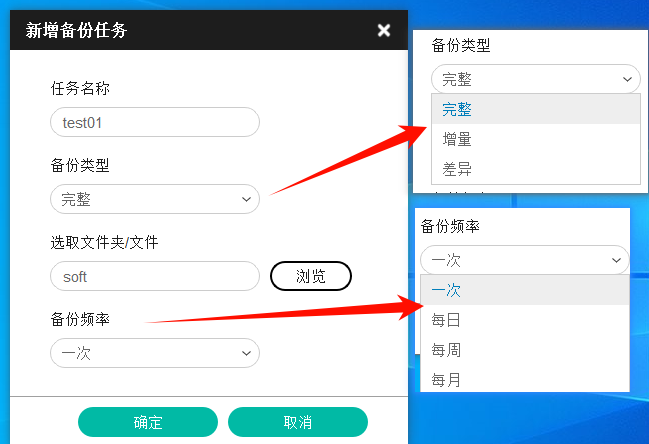 新增备份任务
任务名称
test01
备份类型
完整
选取文件夹/文件
soft
浏览
备份频率
一次
确定
取消
备份类型
完整
完整
增量
差异
备份频率
一次
一次
每日
每周
每月